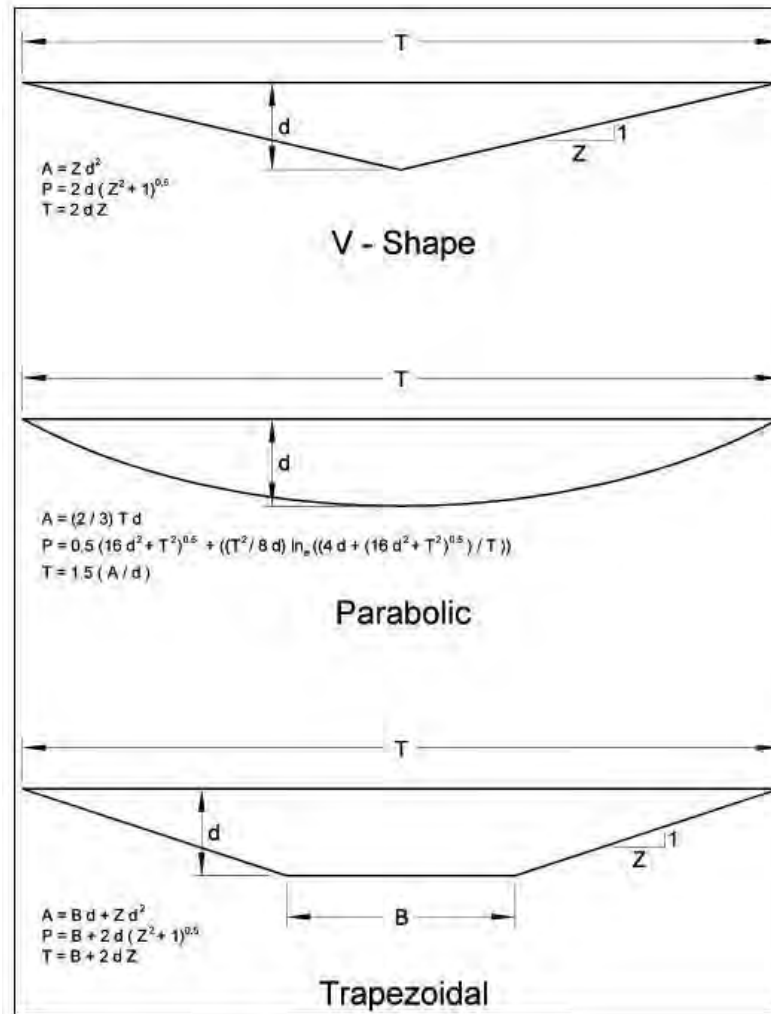 T
d
1
Z
A = Z d²
P = 2 d ( Z² + 1)^0.5
T = 2 d Z
V - Shape
T
d
A = (2 / 3) T d
P = 0.5 (16 d² + T²)^0.5 + ((T² / 8 d) ln_e ((4 d + (16 d² + T²)^0.5 ) / T ))
T = 1.5 ( A / d )
Parabolic
T
d
1
Z
B
A = B d + Z d²
P = B + 2 d ( Z² + 1)^0.5
T = B + 2 d Z
Trapezoidal